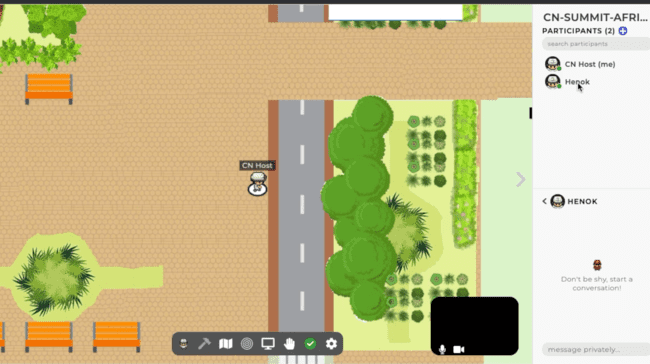 CN-SUMMIT-AFRI...
PARTICIPANTS (2)
search participants
CN Host (me)
Henok
CN Host
HENOK
Don't be shy, start a
conversation!
message privately...